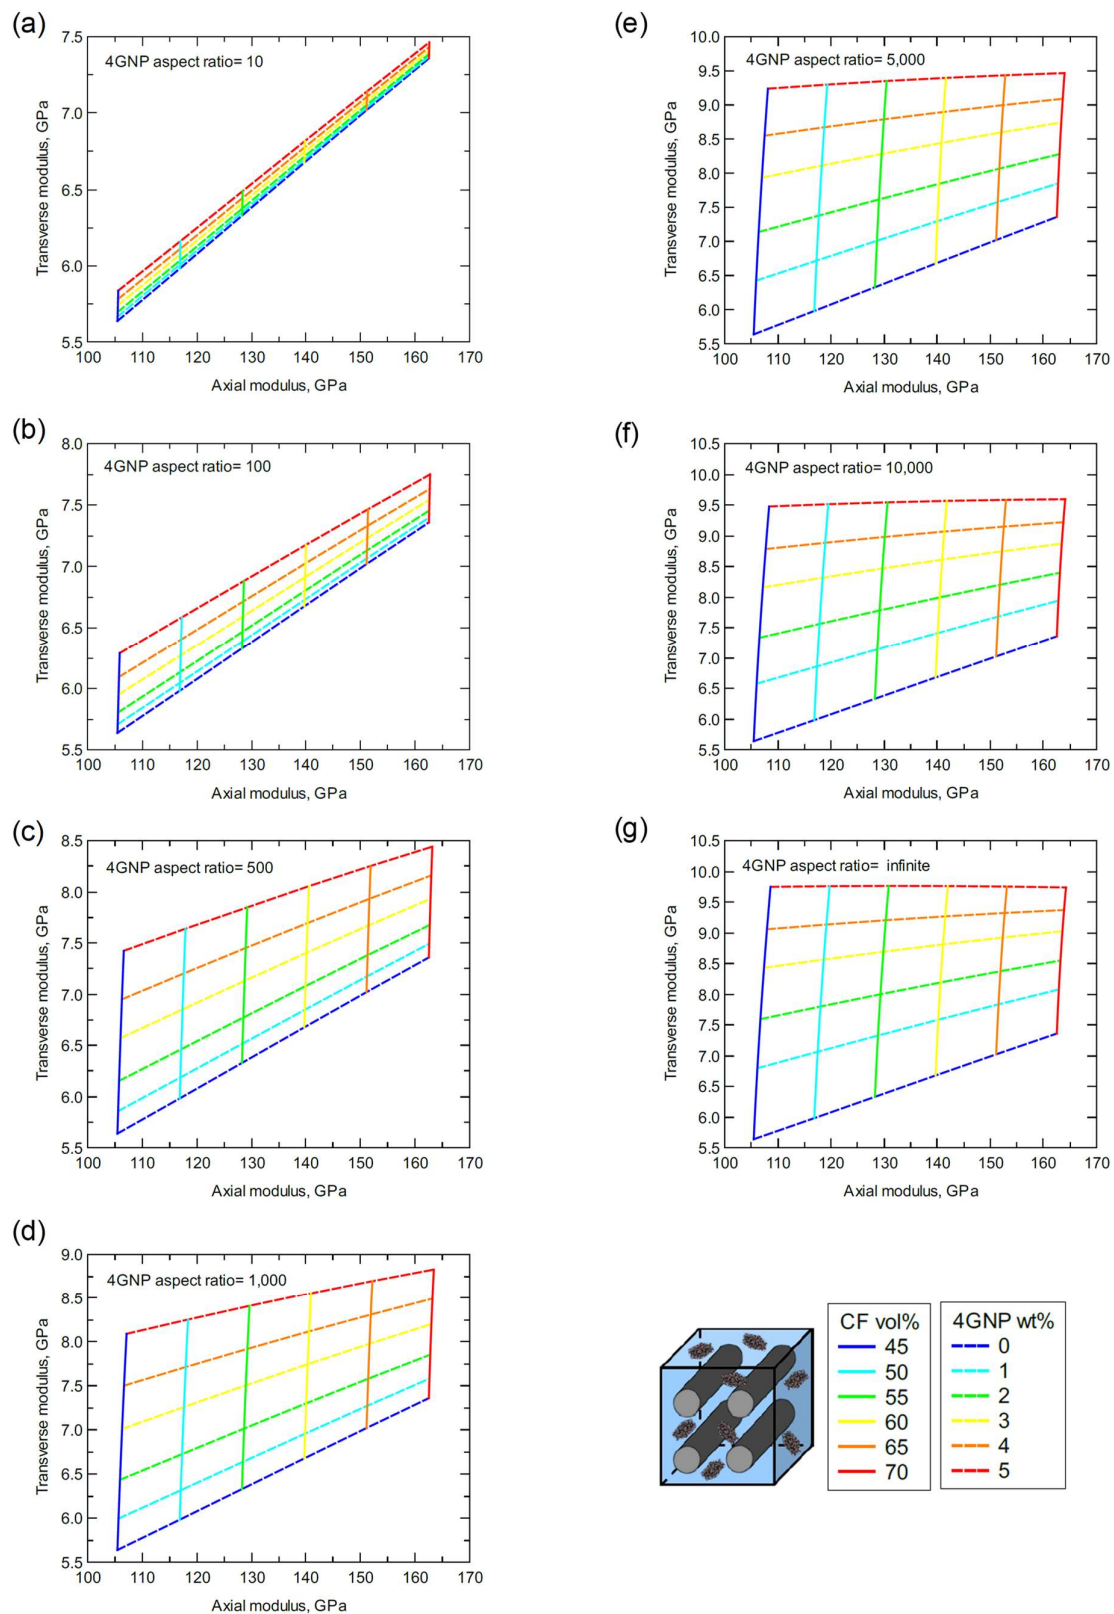 (a)
7.5
7.0
6.5
6.0
5.5
Transverse modulus, GPa
4GNP aspect ratio= 10
100 110 120 130 140 150 160 170
Axial modulus, GPa
(b)
8.0
7.5
7.0
6.5
6.0
5.5
Transverse modulus, GPa
4GNP aspect ratio= 100
100 110 120 130 140 150 160 170
Axial modulus, GPa
(c)
8.5
8.0
7.5
7.0
6.5
6.0
5.5
Transverse modulus, GPa
4GNP aspect ratio= 500
100 110 120 130 140 150 160 170
Axial modulus, GPa
(d)
9.0
8.5
8.0
7.5
7.0
6.5
6.0
5.5
Transverse modulus, GPa
4GNP aspect ratio= 1,000
100 110 120 130 140 150 160 170
Axial modulus, GPa
(e)
10.0
9.5
9.0
8.5
8.0
7.5
7.0
6.5
6.0
5.5
Transverse modulus, GPa
4GNP aspect ratio= 5,000
100 110 120 130 140 150 160 170
Axial modulus, GPa
(f)
10.5
10.0
9.5
9.0
8.5
8.0
7.5
7.0
6.5
6.0
5.5
Transverse modulus, GPa
4GNP aspect ratio= 10,000
100 110 120 130 140 150 160 170
Axial modulus, GPa
(g)
10.5
10.0
9.5
9.0
8.5
8.0
7.5
7.0
6.5
6.0
5.5
Transverse modulus, GPa
4GNP aspect ratio= infinite
100 110 120 130 140 150 160 170
Axial modulus, GPa
CF vol%
45
50
55
60
65
70
4GNP wt%
0
1
2
3
4
5